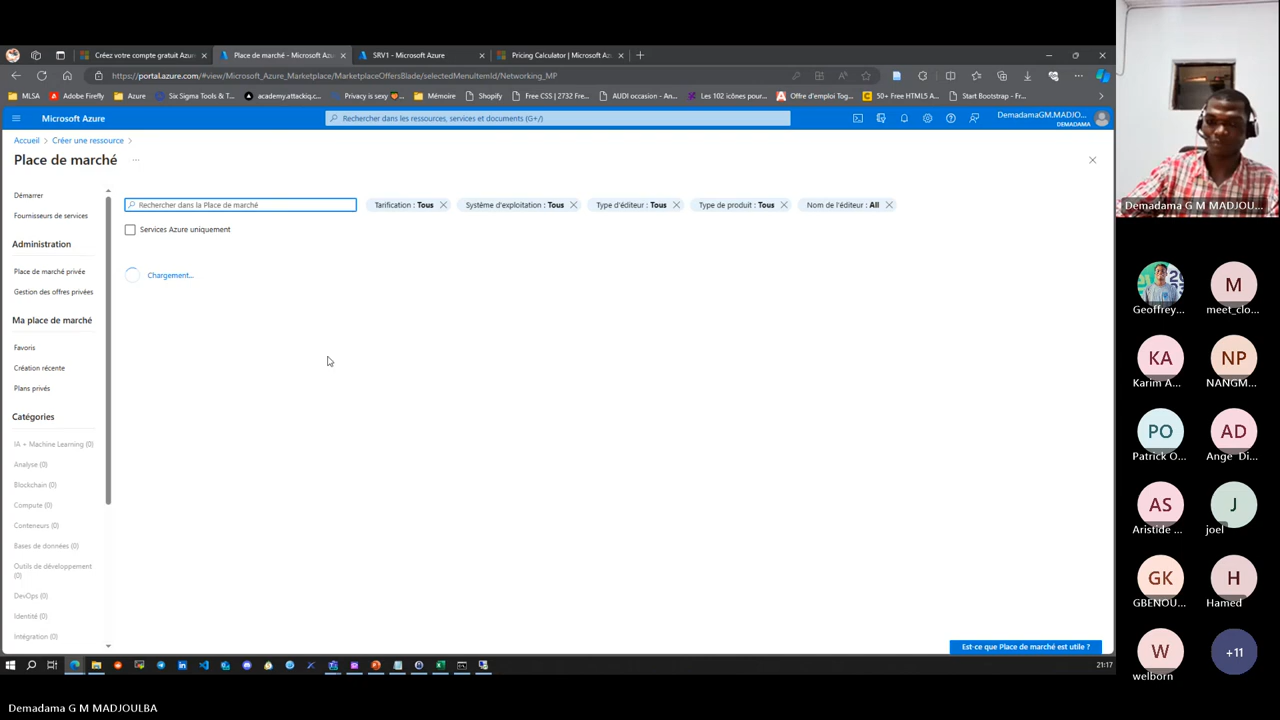 Créez votre compte gratuit Azur
Place de marché - Microsoft Az
SRV1 - Microsoft Azure
Pricing Calculator | Microsoft Az
https://portal.azure.com/#view/Microsoft_Azure_Marketplace/MarketplaceOffersBlade/selectedMenuItemId/Networking_MP
MLSA
Adobe Firefly
Azure
Six Sigma Tools & T...
academy.attackiq.c...
Privacy is sexy
Mémoire
Shopify
Free CSS | 2732 Fre...
AUDI occasion - An...
Les 102 icônes pour...
Offre d'emploi Tog...
50+ Free HTML5 A...
Start Bootstrap - Fr...
Microsoft Azure
Rechercher dans les ressources, services et documents (G+/)
DemadamaGM.MADJO...
DEMADAMA
Accueil > Créer une ressource >
Place de marché
...
Démarrer
Fournisseurs de services
Administration
Place de marché privée
Gestion des offres privées
Ma place de marché
Favoris
Création récente
Plans privés
Catégories
IA + Machine Learning (0)
Analyse (0)
Blockchain (0)
Compute (0)
Conteneurs (0)
Bases de données (0)
Outils de développement
(0)
DevOps (0)
Identité (0)
Intégration (0)
Rechercher dans la Place de marché
Tarification : Tous
Système d'exploitation : Tous
Type d'éditeur : Tous
Type de produit : Tous
Nom de l'éditeur : All
Services Azure uniquement
Chargement...
Est-ce que Place de marché est utile ?
21:17
Demadama G M MADJOU...
Geoffrey...
M
meet_clo...
KA
Karim A...
NP
NANGM...
PO
Patrick O...
AD
Ange Di...
AS
Aristide ...
J
joel
GK
GBENOU...
H
Hamed
W
welborn
+11
Demadama G M MADJOULBA